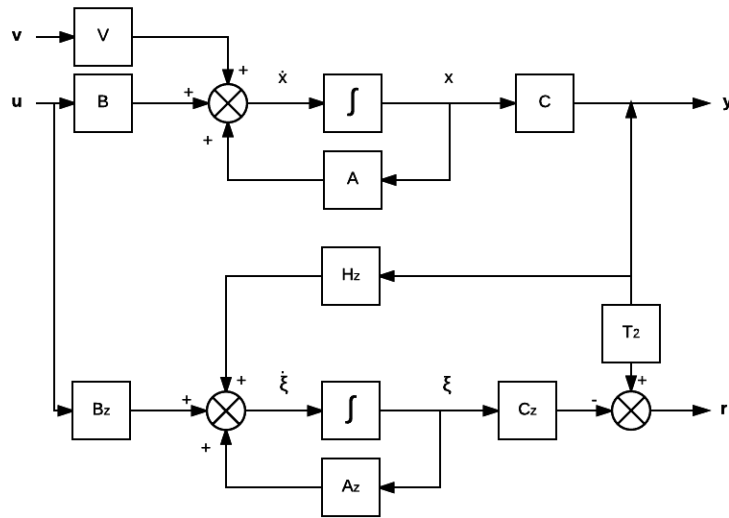 v V
+ ẋ x
u B + ∫ C y
+
A
Hz
T2
+ ξ̇ ξ - +
Bz + ∫ Cz r
+
Az